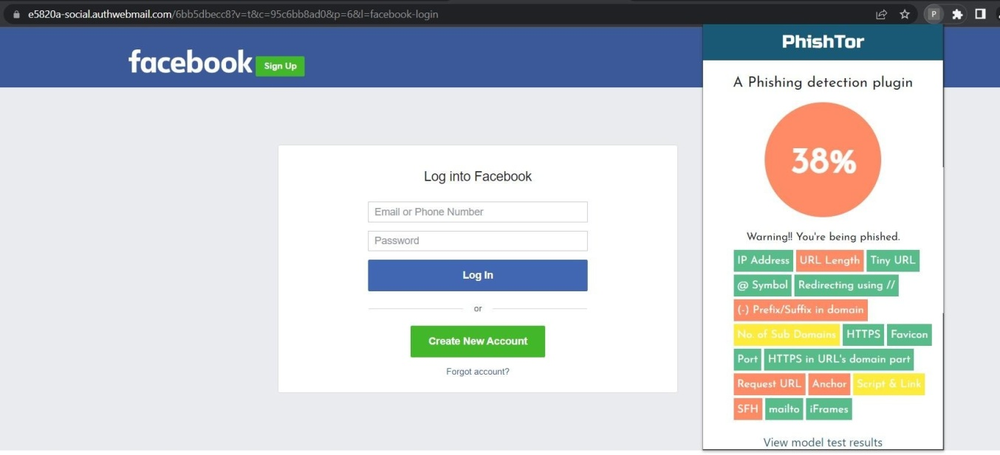 e5820a-social.authwebmail.com/6bb5dbecc8?v=t&c=95c6bb8ad0&p=6&l=facebook-login
P
facebook
Sign Up
Log into Facebook
Email or Phone Number
Password
Log In
or
Create New Account
Forgot account?
PhishTor
A Phishing detection plugin
38%
Warning!! You're being phished.
IP Address URL Length Tiny URL
@ Symbol Redirecting using //
(-) Prefix/Suffix in domain
No. of Sub Domains HTTPS Favicon
Port HTTPS in URL's domain part
Request URL Anchor Script & Link
SFH mailto iFrames
View model test results